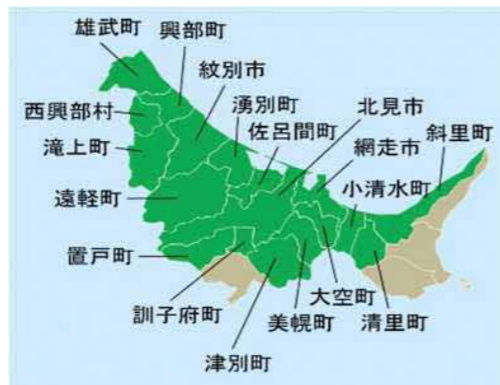 雄武町
興部町
紋別市
西興部村
湧別町
北見市
佐呂間町
斜里町
滝上町
網走市
小清水町
遠軽町
置戸町
大空町
訓子府町
美幌町
清里町
津別町